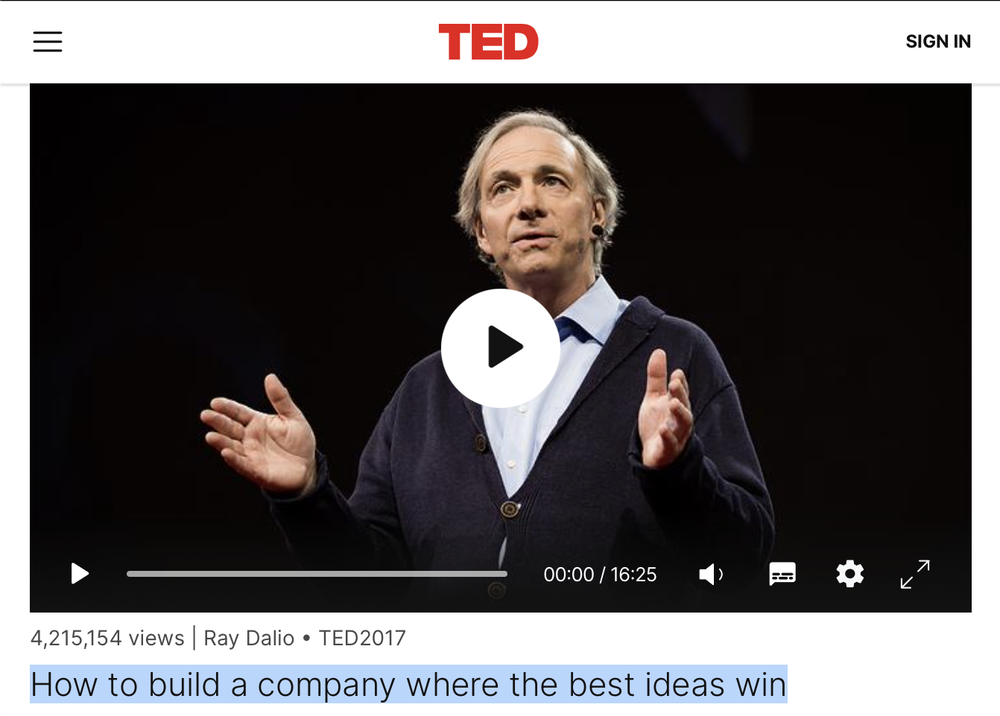 TED
SIGN IN
00:00 / 16:25
4,215,154 views | Ray Dalio • TED2017
How to build a company where the best ideas win